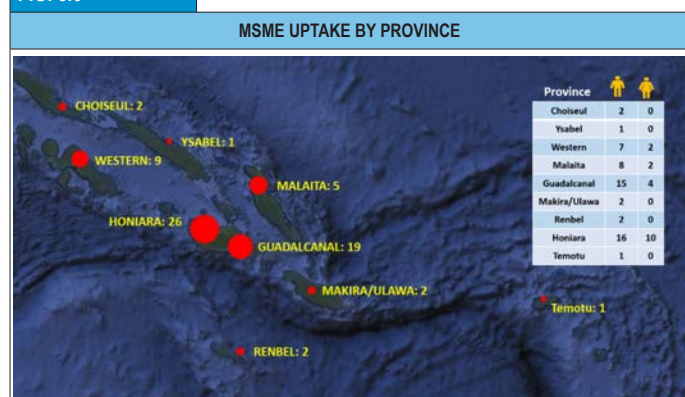 MSME UPTAKE BY PROVINCE
CHOISEUL: 2
YSABEL: 1
WESTERN: 9
MALAITA: 5
HONIARA: 26
GUADALCANAL: 19
MAKIRA/ULAWA: 2
Temotu: 1
RENBEL: 2
Province
Choiseul 2 0
Ysabel 1 0
Western 7 2
Malaita 8 2
Guadalcanal 15 4
Makira/Ulawa 2 0
Renbel 2 0
Honiara 16 10
Temotu 1 0